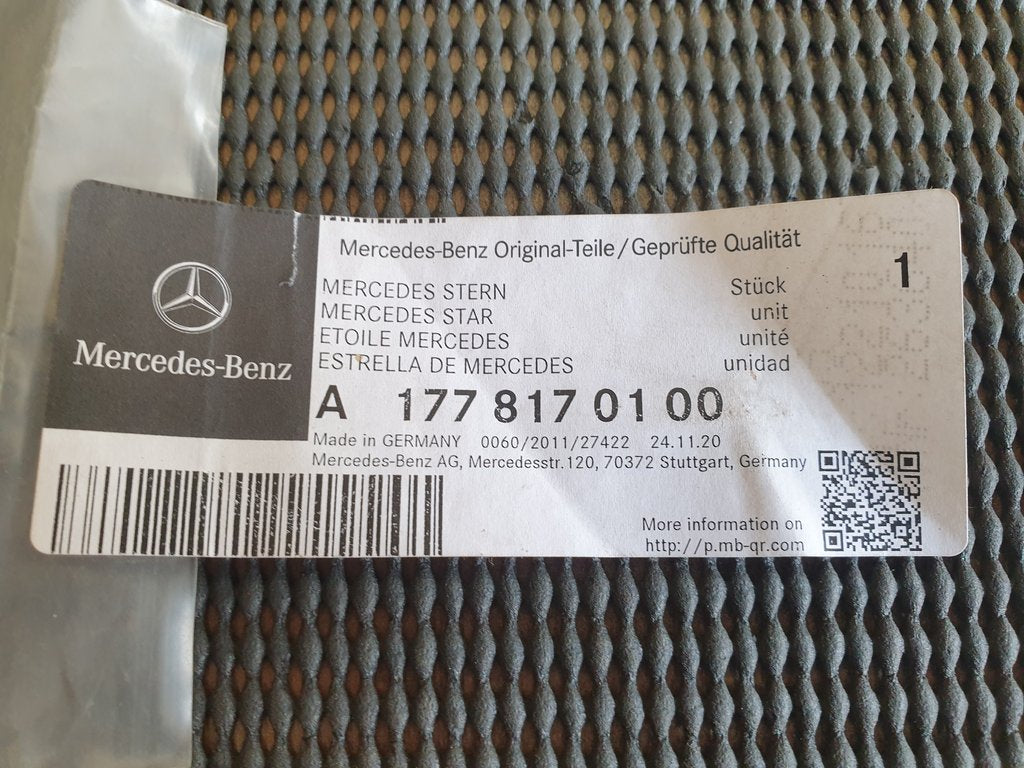 Mercedes-Benz Original-Teile/Geprüfte Qualität
1
MERCEDES STERN Stück
MERCEDES STAR unit
ETOILE MERCEDES unité
ESTRELLA DE MERCEDES unidad
Mercedes-Benz
A 177 817 01 00
Made in GERMANY 0060/2011/27422 24.11.20
Mercedes-Benz AG, Mercedesstr.120, 70372 Stuttgart, Germany
More information on
http://p.mb-qr.com